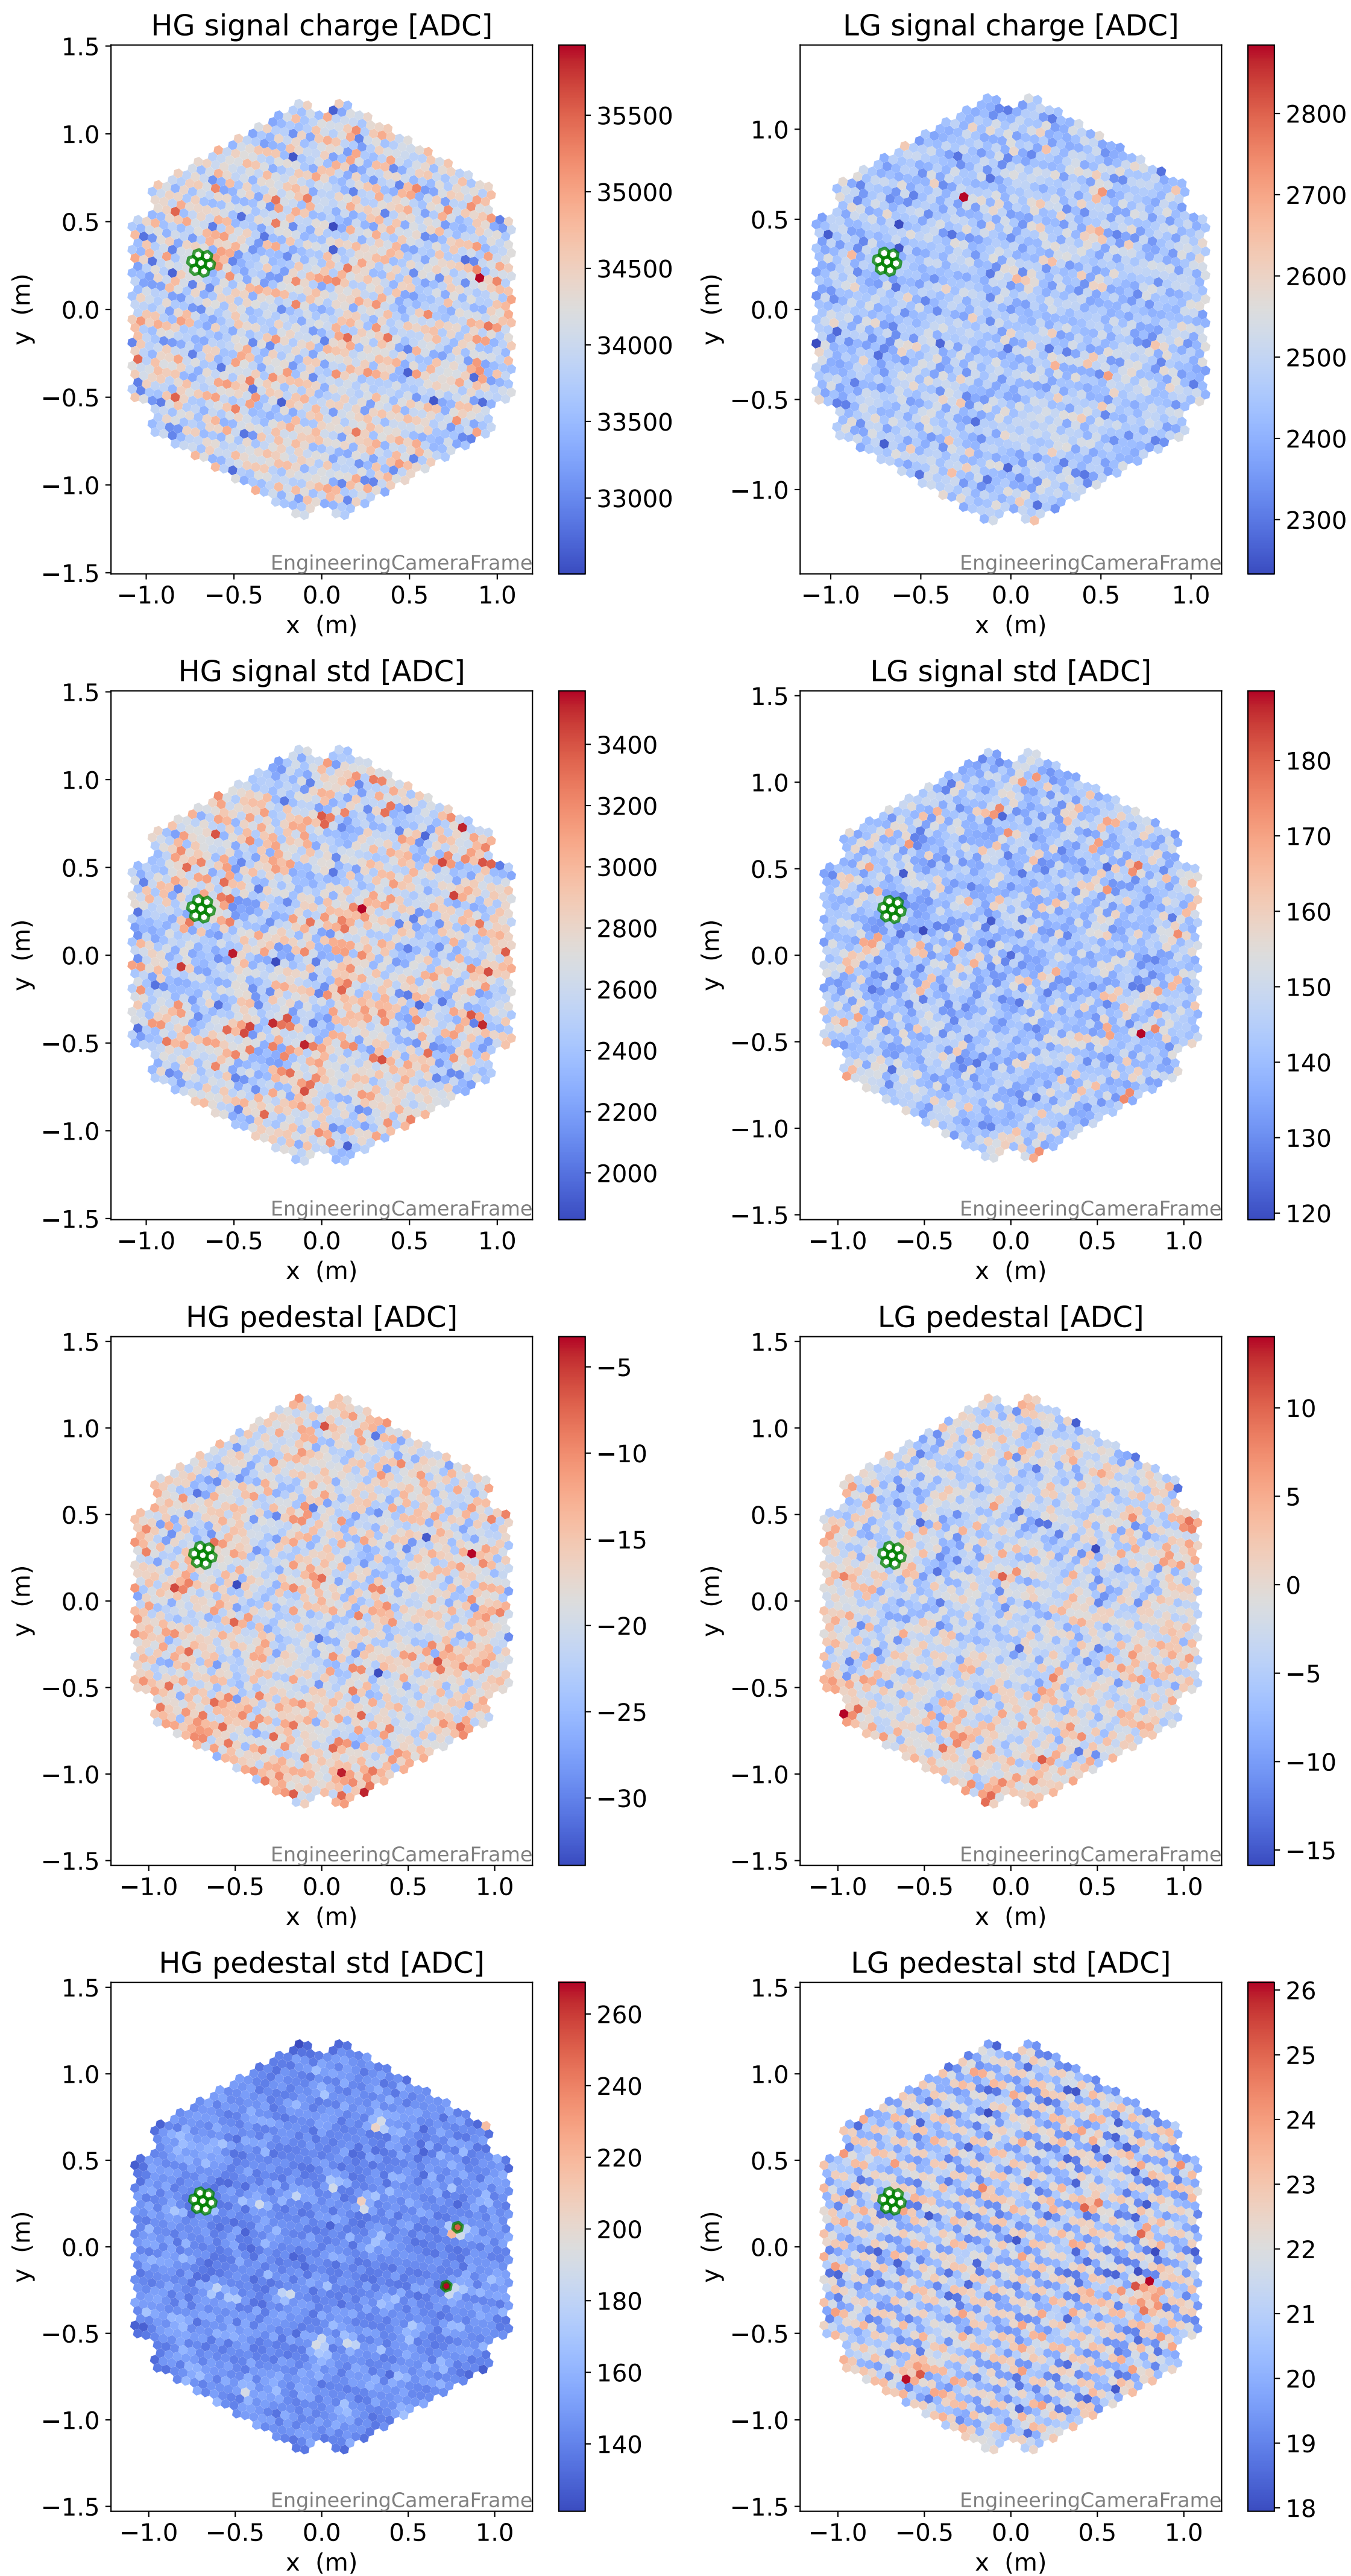 HG signal charge [ADC]
1.5
1.0
0.5
0.0
−0.5
−1.0
−1.5
y (m)
35500
35000
34500
34000
33500
33000
EngineeringCameraFrame
−1.0 −0.5 0.0 0.5 1.0
x (m)
LG signal charge [ADC]
1.0
0.5
0.0
−0.5
−1.0
y (m)
2800
2700
2600
2500
2400
2300
EngineeringCameraFrame
−1.0 −0.5 0.0 0.5 1.0
x (m)
HG signal std [ADC]
1.5
1.0
0.5
0.0
−0.5
−1.0
−1.5
y (m)
3400
3200
3000
2800
2600
2400
2200
2000
EngineeringCameraFrame
−1.0 −0.5 0.0 0.5 1.0
x (m)
LG signal std [ADC]
1.5
1.0
0.5
0.0
−0.5
−1.0
−1.5
y (m)
180
170
160
150
140
130
120
EngineeringCameraFrame
−1.0 −0.5 0.0 0.5 1.0
x (m)
HG pedestal [ADC]
1.5
1.0
0.5
0.0
−0.5
−1.0
−1.5
y (m)
−5
−10
−15
−20
−25
−30
EngineeringCameraFrame
−1.0 −0.5 0.0 0.5 1.0
x (m)
LG pedestal [ADC]
1.5
1.0
0.5
0.0
−0.5
−1.0
−1.5
y (m)
10
5
0
−5
−10
−15
EngineeringCameraFrame
−1.0 −0.5 0.0 0.5 1.0
x (m)
HG pedestal std [ADC]
1.5
1.0
0.5
0.0
−0.5
−1.0
−1.5
y (m)
260
240
220
200
180
160
140
EngineeringCameraFrame
−1.0 −0.5 0.0 0.5 1.0
x (m)
LG pedestal std [ADC]
1.5
1.0
0.5
0.0
−0.5
−1.0
−1.5
y (m)
26
25
24
23
22
21
20
19
18
EngineeringCameraFrame
−1.0 −0.5 0.0 0.5 1.0
x (m)